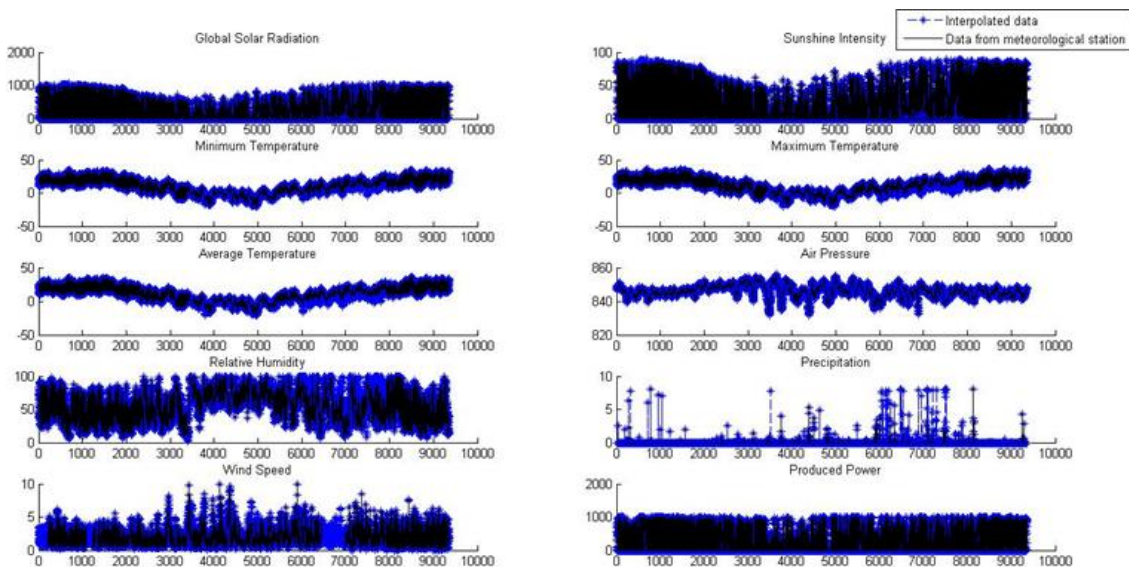 Interpolated data
Data from meteorological station
Global Solar Radiation
2000
1000
0
0 1000 2000 3000 4000 5000 6000 7000 8000 9000 10000
Sunshine Intensity
100
50
0
0 1000 2000 3000 4000 5000 6000 7000 8000 9000 10000
Minimum Temperature
50
0
-50
0 1000 2000 3000 4000 5000 6000 7000 8000 9000 10000
Maximum Temperature
50
0
-50
0 1000 2000 3000 4000 5000 6000 7000 8000 9000 10000
Average Temperature
50
0
-50
0 1000 2000 3000 4000 5000 6000 7000 8000 9000 10000
Air Pressure
860
840
820
0 1000 2000 3000 4000 5000 6000 7000 8000 9000 10000
Relative Humidity
100
50
0
0 1000 2000 3000 4000 5000 6000 7000 8000 9000 10000
Precipitation
10
5
0
0 1000 2000 3000 4000 5000 6000 7000 8000 9000 10000
Wind Speed
10
5
0
0 1000 2000 3000 4000 5000 6000 7000 8000 9000 10000
Produced Power
2000
1000
0
0 1000 2000 3000 4000 5000 6000 7000 8000 9000 10000